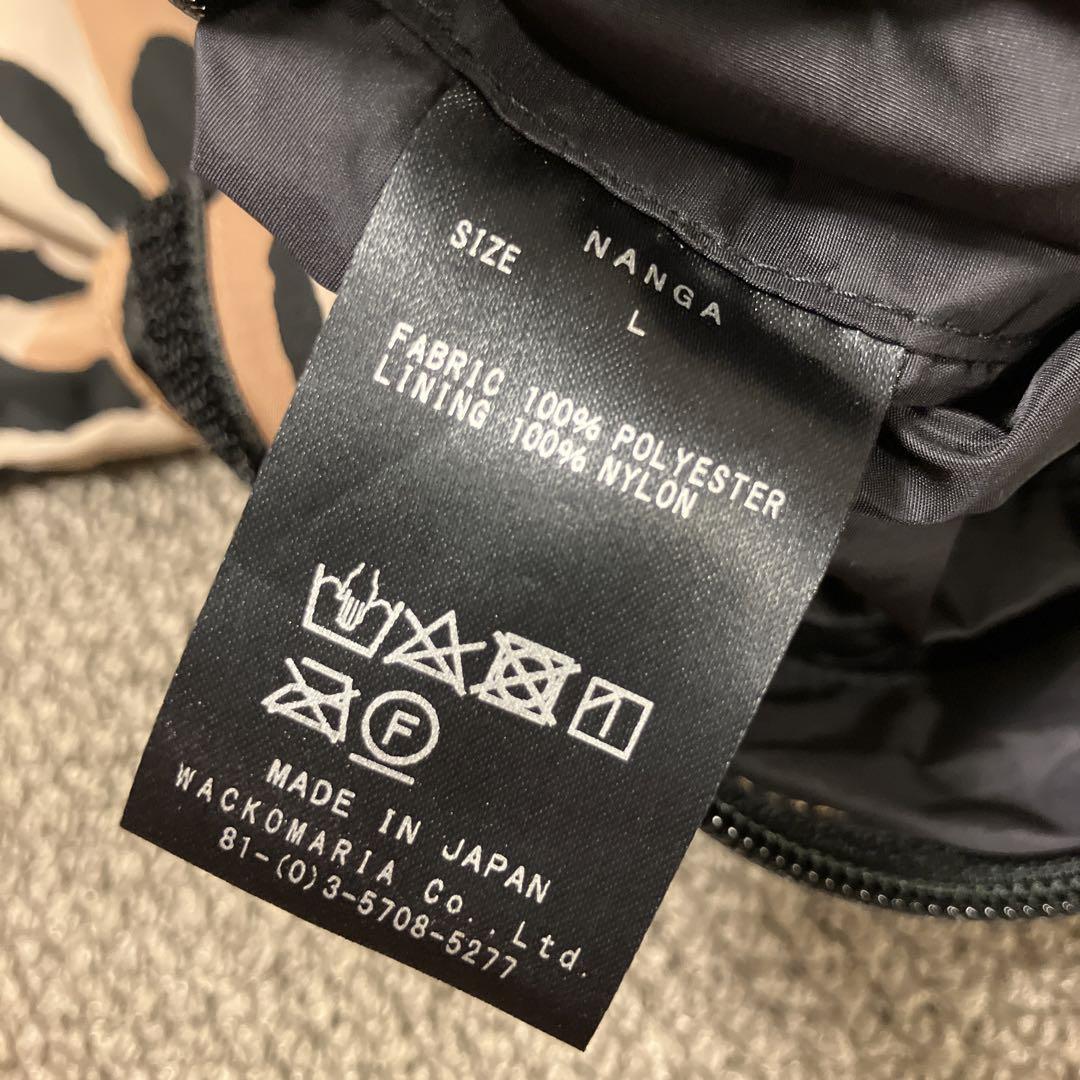 NANGA
SIZE L
FABRIC 100% POLYESTER
LINING 100% NYLON
F
MADE IN JAPAN
WACKOMARIA Co.,Ltd.
81-(0)3-5708-5277